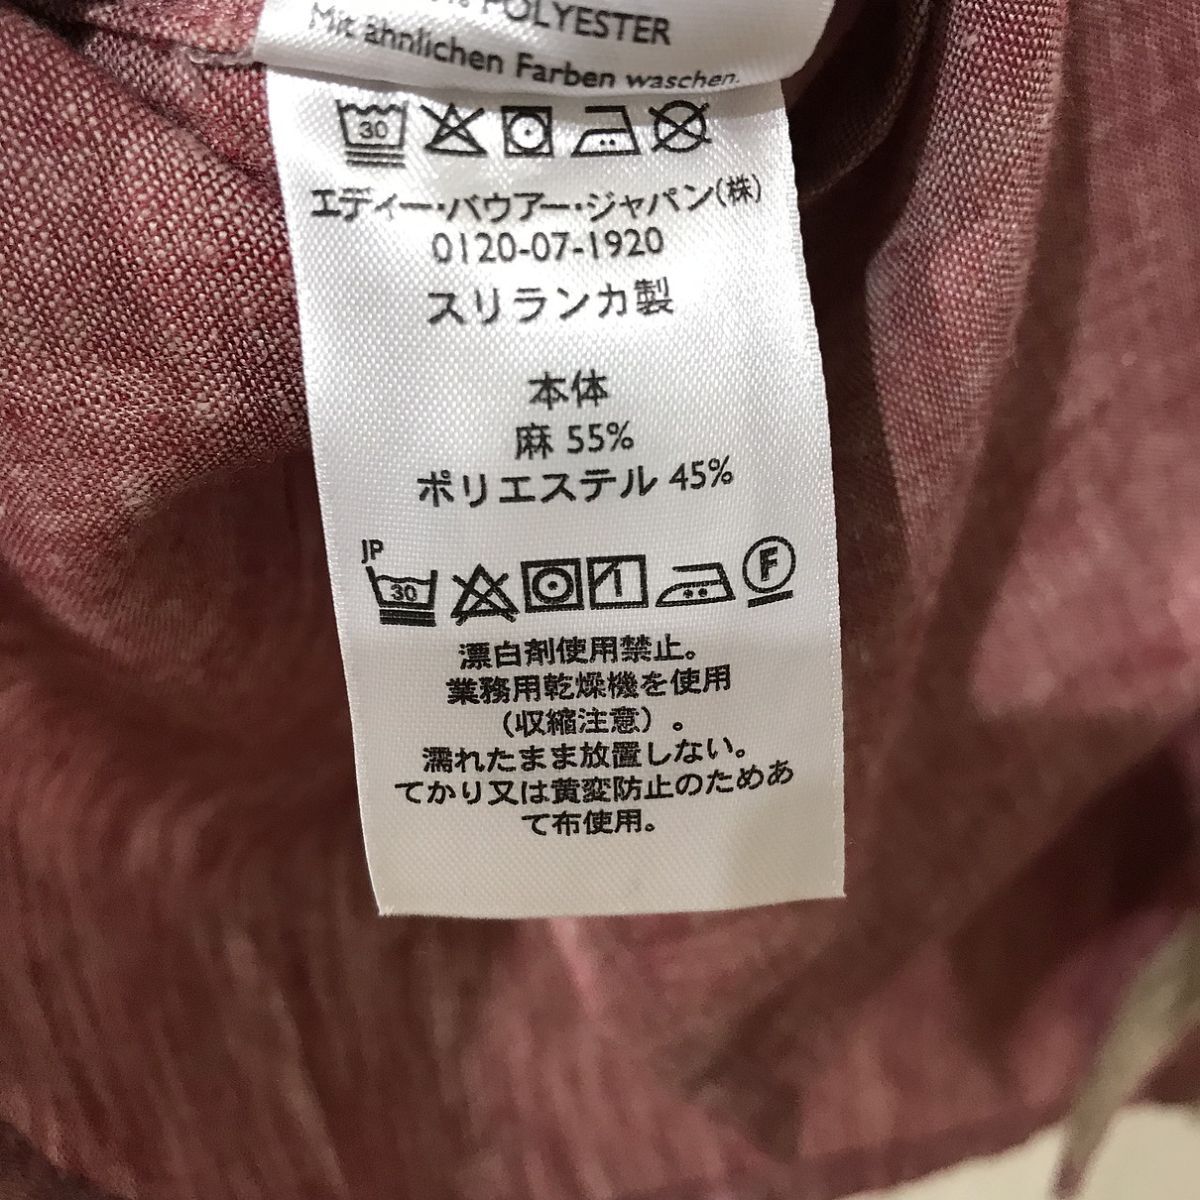 POLYESTER
Mit ähnlichen Farben waschen.
30
エディー・バウアー・ジャパン(株)
0120-07-1920
スリランカ製
本体
麻 55%
ポリエステル 45%
JP
30 F
漂白剤使用禁止。
業務用乾燥機を使用
(収縮注意)。
濡れたまま放置しない。
てかり又は黄変防止のためあ
て布使用。